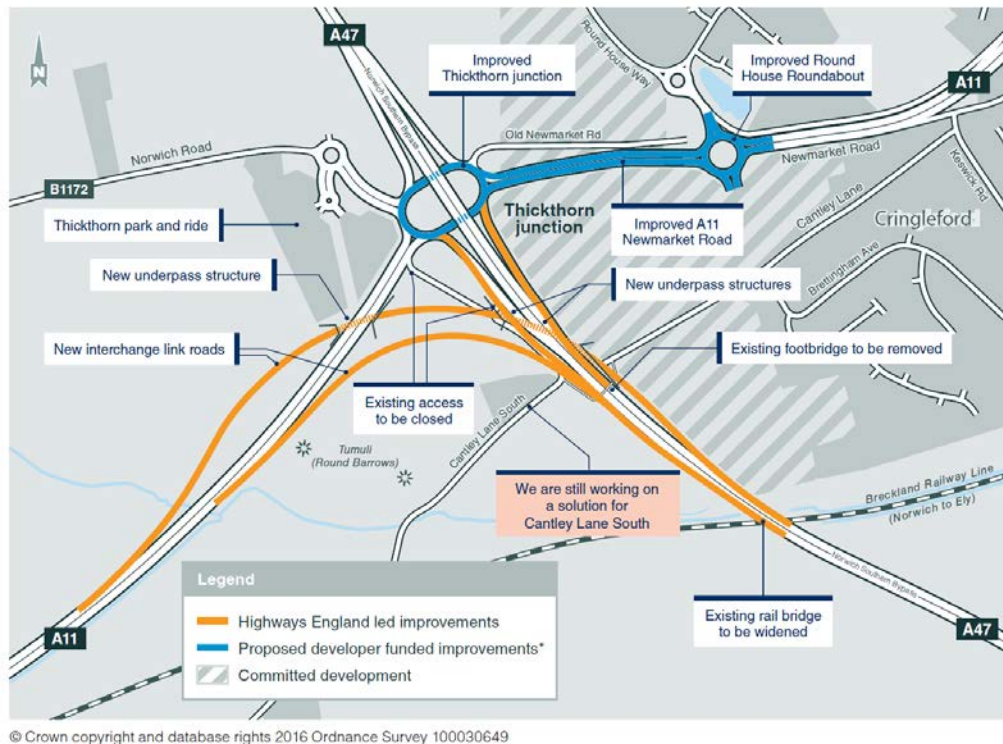 A47
N
Improved
Thickthorn junction
Round House Way
Improved Round
House Roundabout
A11
Norwich Southern Bypass
Old Newmarket Rd
Norwich Road
Newmarket Road
Keswick Rd
B1172
Cantley Lane
Thickthorn park and ride
Thickthorn
junction
Improved A11
Newmarket Road
Cringleford
Brettingham Ave
New underpass structure
New underpass structures
New interchange link roads
Existing footbridge to be removed
Existing access
to be closed
Tumuli
(Round Barrows)
Cantley Lane South
We are still working on
a solution for
Cantley Lane South
Breckland Railway Line
(Norwich to Ely)
Norwich Southern Bypass
Legend
Highways England led improvements
Proposed developer funded improvements*
Committed development
Existing rail bridge
to be widened
A11
A47
© Crown copyright and database rights 2016 Ordnance Survey 100030649